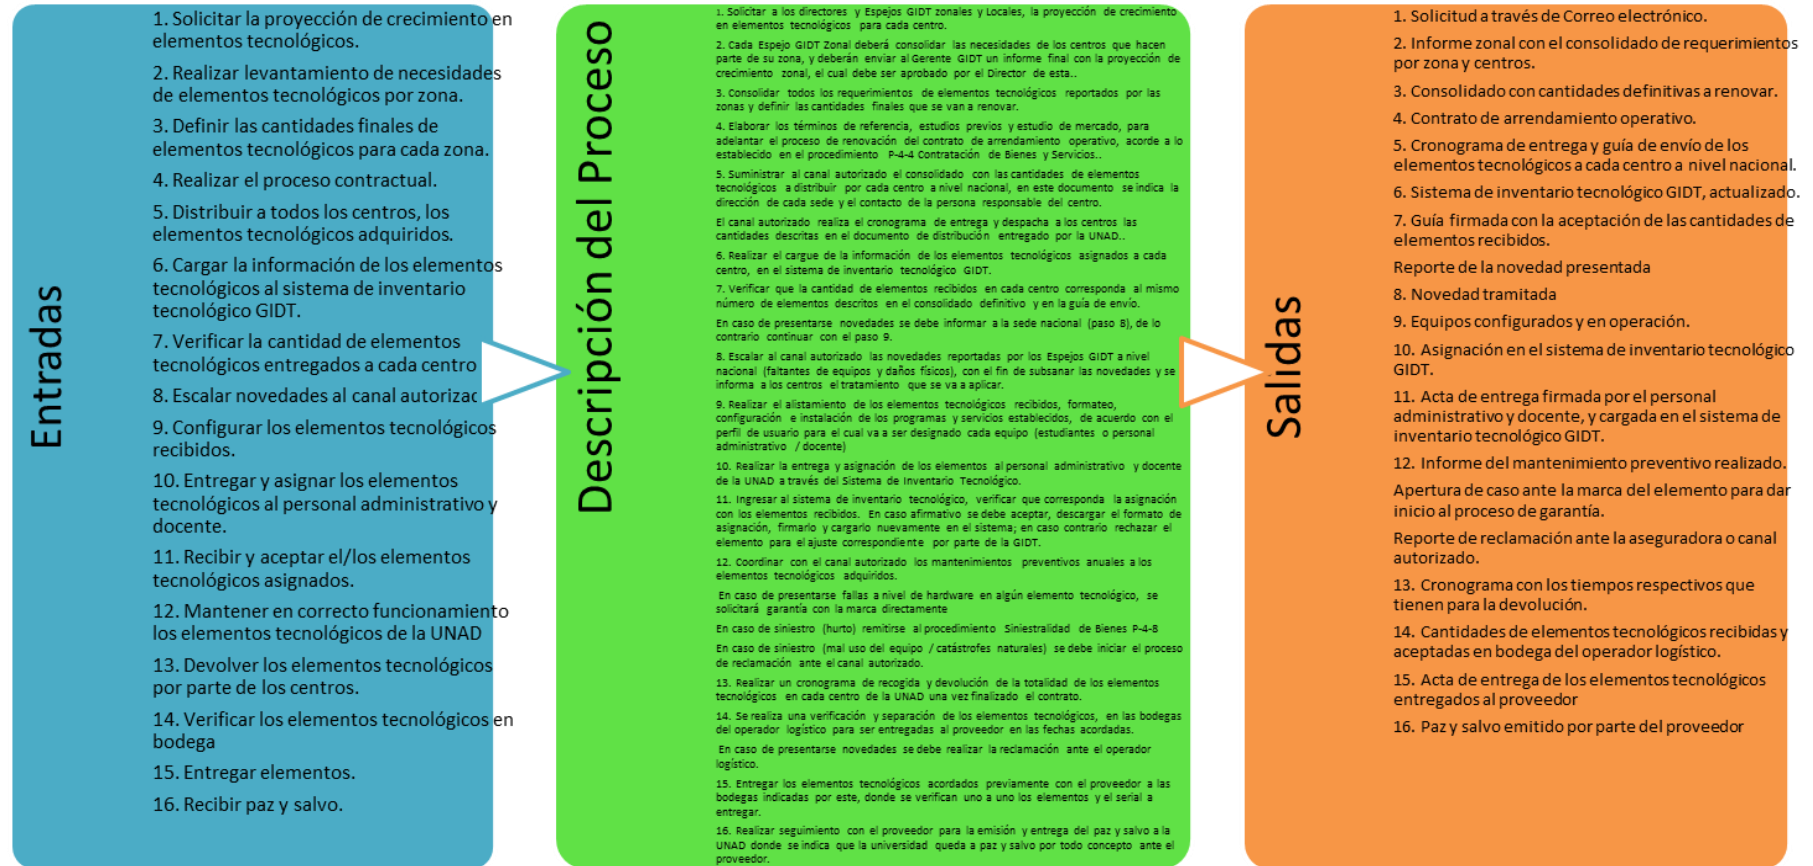 Entradas
1. Solicitar la proyección de crecimiento en
elementos tecnológicos.
2. Realizar levantamiento de necesidades
de elementos tecnológicos por zona.
3. Definir las cantidades finales de
elementos tecnológicos para cada zona.
4. Realizar el proceso contractual.
5. Distribuir a todos los centros, los
elementos tecnológicos adquiridos.
6. Cargar la información de los elementos
tecnológicos al sistema de inventario
tecnológico GIDT.
7. Verificar la cantidad de elementos
tecnológicos entregados a cada centro
8. Escalar novedades al canal autorizac
9. Configurar los elementos tecnológicos
recibidos.
10. Entregar y asignar los elementos
tecnológicos al personal administrativo y
docente.
11. Recibir y aceptar el/los elementos
tecnológicos asignados.
12. Mantener en correcto funcionamiento
los elementos tecnológicos de la UNAD
13. Devolver los elementos tecnológicos
por parte de los centros.
14. Verificar los elementos tecnológicos en
bodega
15. Entregar elementos.
16. Recibir paz y salvo.
Descripción del Proceso
1. Solicitar a los directores y Espejos GIDT zonales y Locales, la proyección de crecimiento
en elementos tecnológicos para cada centro.
2. Cada Espejo GIDT Zonal deberá consolidar las necesidades de los centros que hacen
parte de su zona, y deberán enviar al Gerente GIDT un informe final con la proyección de
crecimiento zonal, el cual debe ser aprobado por el Director de esta..
3. Consolidar todos los requerimientos de elementos tecnológicos reportados por las
zonas y definir las cantidades finales que se van a renovar.
4. Elaborar los términos de referencia, estudios previos y estudio de mercado, para
adelantar el proceso de renovación del contrato de arrendamiento operativo, acorde a lo
establecido en el procedimiento P-4-4 Contratación de Bienes y Servicios..
5. Suministrar al canal autorizado el consolidado con las cantidades de elementos
tecnológicos a distribuir por cada centro a nivel nacional, en este documento se indica la
dirección de cada sede y el contacto de la persona responsable del centro.
El canal autorizado realiza el cronograma de entrega y despacha a los centros las
cantidades descritas en el documento de distribución entregado por la UNAD..
6. Realizar el cargue de la información de los elementos tecnológicos asignados a cada
centro, en el sistema de inventario tecnológico GIDT.
7. Verificar que la cantidad de elementos recibidos en cada centro corresponda al mismo
número de elementos descritos en el consolidado definitivo y en la guía de envío.
En caso de presentarse novedades se debe informar a la sede nacional (paso 8), de lo
contrario continuar con el paso 9.
8. Escalar al canal autorizado las novedades reportadas por los Espejos GIDT a nivel
nacional (faltantes de equipos y daños físicos), con el fin de subsanar las novedades y se
informa a los centros el tratamiento que se va a aplicar.
9. Realizar el alistamiento de los elementos tecnológicos recibidos, formateo,
configuración e instalación de los programas y servicios establecidos, de acuerdo con el
perfil de usuario para el cual va a ser designado cada equipo (estudiantes o personal
administrativo / docente)
10. Realizar la entrega y asignación de los elementos al personal administrativo y docente
de la UNAD a través del Sistema de Inventario Tecnológico.
11. Ingresar al sistema de inventario tecnológico, verificar que corresponda la asignación
con los elementos recibidos. En caso afirmativo se debe aceptar, descargar el formato de
asignación, firmarlo y cargarlo nuevamente en el sistema; en caso contrario rechazar el
elemento para el ajuste correspondiente por parte de la GIDT.
12. Coordinar con el canal autorizado los mantenimientos preventivos anuales a los
elementos tecnológicos adquiridos.
En caso de presentarse fallas a nivel de hardware en algún elemento tecnológico, se
solicitará garantía con la marca directamente
En caso de siniestro (hurto) remitirse al procedimiento Siniestralidad de Bienes P-4-8
En caso de siniestro (mal uso del equipo / catástrofes naturales) se debe iniciar el proceso
de reclamación ante el canal autorizado.
13. Realizar un cronograma de recogida y devolución de la totalidad de los elementos
tecnológicos en cada centro de la UNAD una vez finalizado el contrato.
14. Se realiza una verificación y separación de los elementos tecnológicos, en las bodegas
del operador logístico para ser entregadas al proveedor en las fechas acordadas.
En caso de presentarse novedades se debe realizar la reclamación ante el operador
logístico.
15. Entregar los elementos tecnológicos acordados previamente con el proveedor a las
bodegas indicadas por este, donde se verifican uno a uno los elementos y el serial a
entregar.
16. Realizar seguimiento con el proveedor para la emisión y entrega del paz y salvo a la
UNAD donde se indica que la universidad queda a paz y salvo por todo concepto ante el
proveedor.
Salidas
1. Solicitud a través de Correo electrónico.
2. Informe zonal con el consolidado de requerimientos
por zona y centros.
3. Consolidado con cantidades definitivas a renovar.
4. Contrato de arrendamiento operativo.
5. Cronograma de entrega y guía de envío de los
elementos tecnológicos a cada centro a nivel nacional.
6. Sistema de inventario tecnológico GIDT, actualizado.
7. Guía firmada con la aceptación de las cantidades de
elementos recibidos.
Reporte de la novedad presentada
8. Novedad tramitada
9. Equipos configurados y en operación.
10. Asignación en el sistema de inventario tecnológico
GIDT.
11. Acta de entrega firmada por el personal
administrativo y docente, y cargada en el sistema de
inventario tecnológico GIDT.
12. Informe del mantenimiento preventivo realizado.
Apertura de caso ante la marca del elemento para dar
inicio al proceso de garantía.
Reporte de reclamación ante la aseguradora o canal
autorizado.
13. Cronograma con los tiempos respectivos que
tienen para la devolución.
14. Cantidades de elementos tecnológicos recibidas y
aceptadas en bodega del operador logístico.
15. Acta de entrega de los elementos tecnológicos
entregados al proveedor
16. Paz y salvo emitido por parte del proveedor